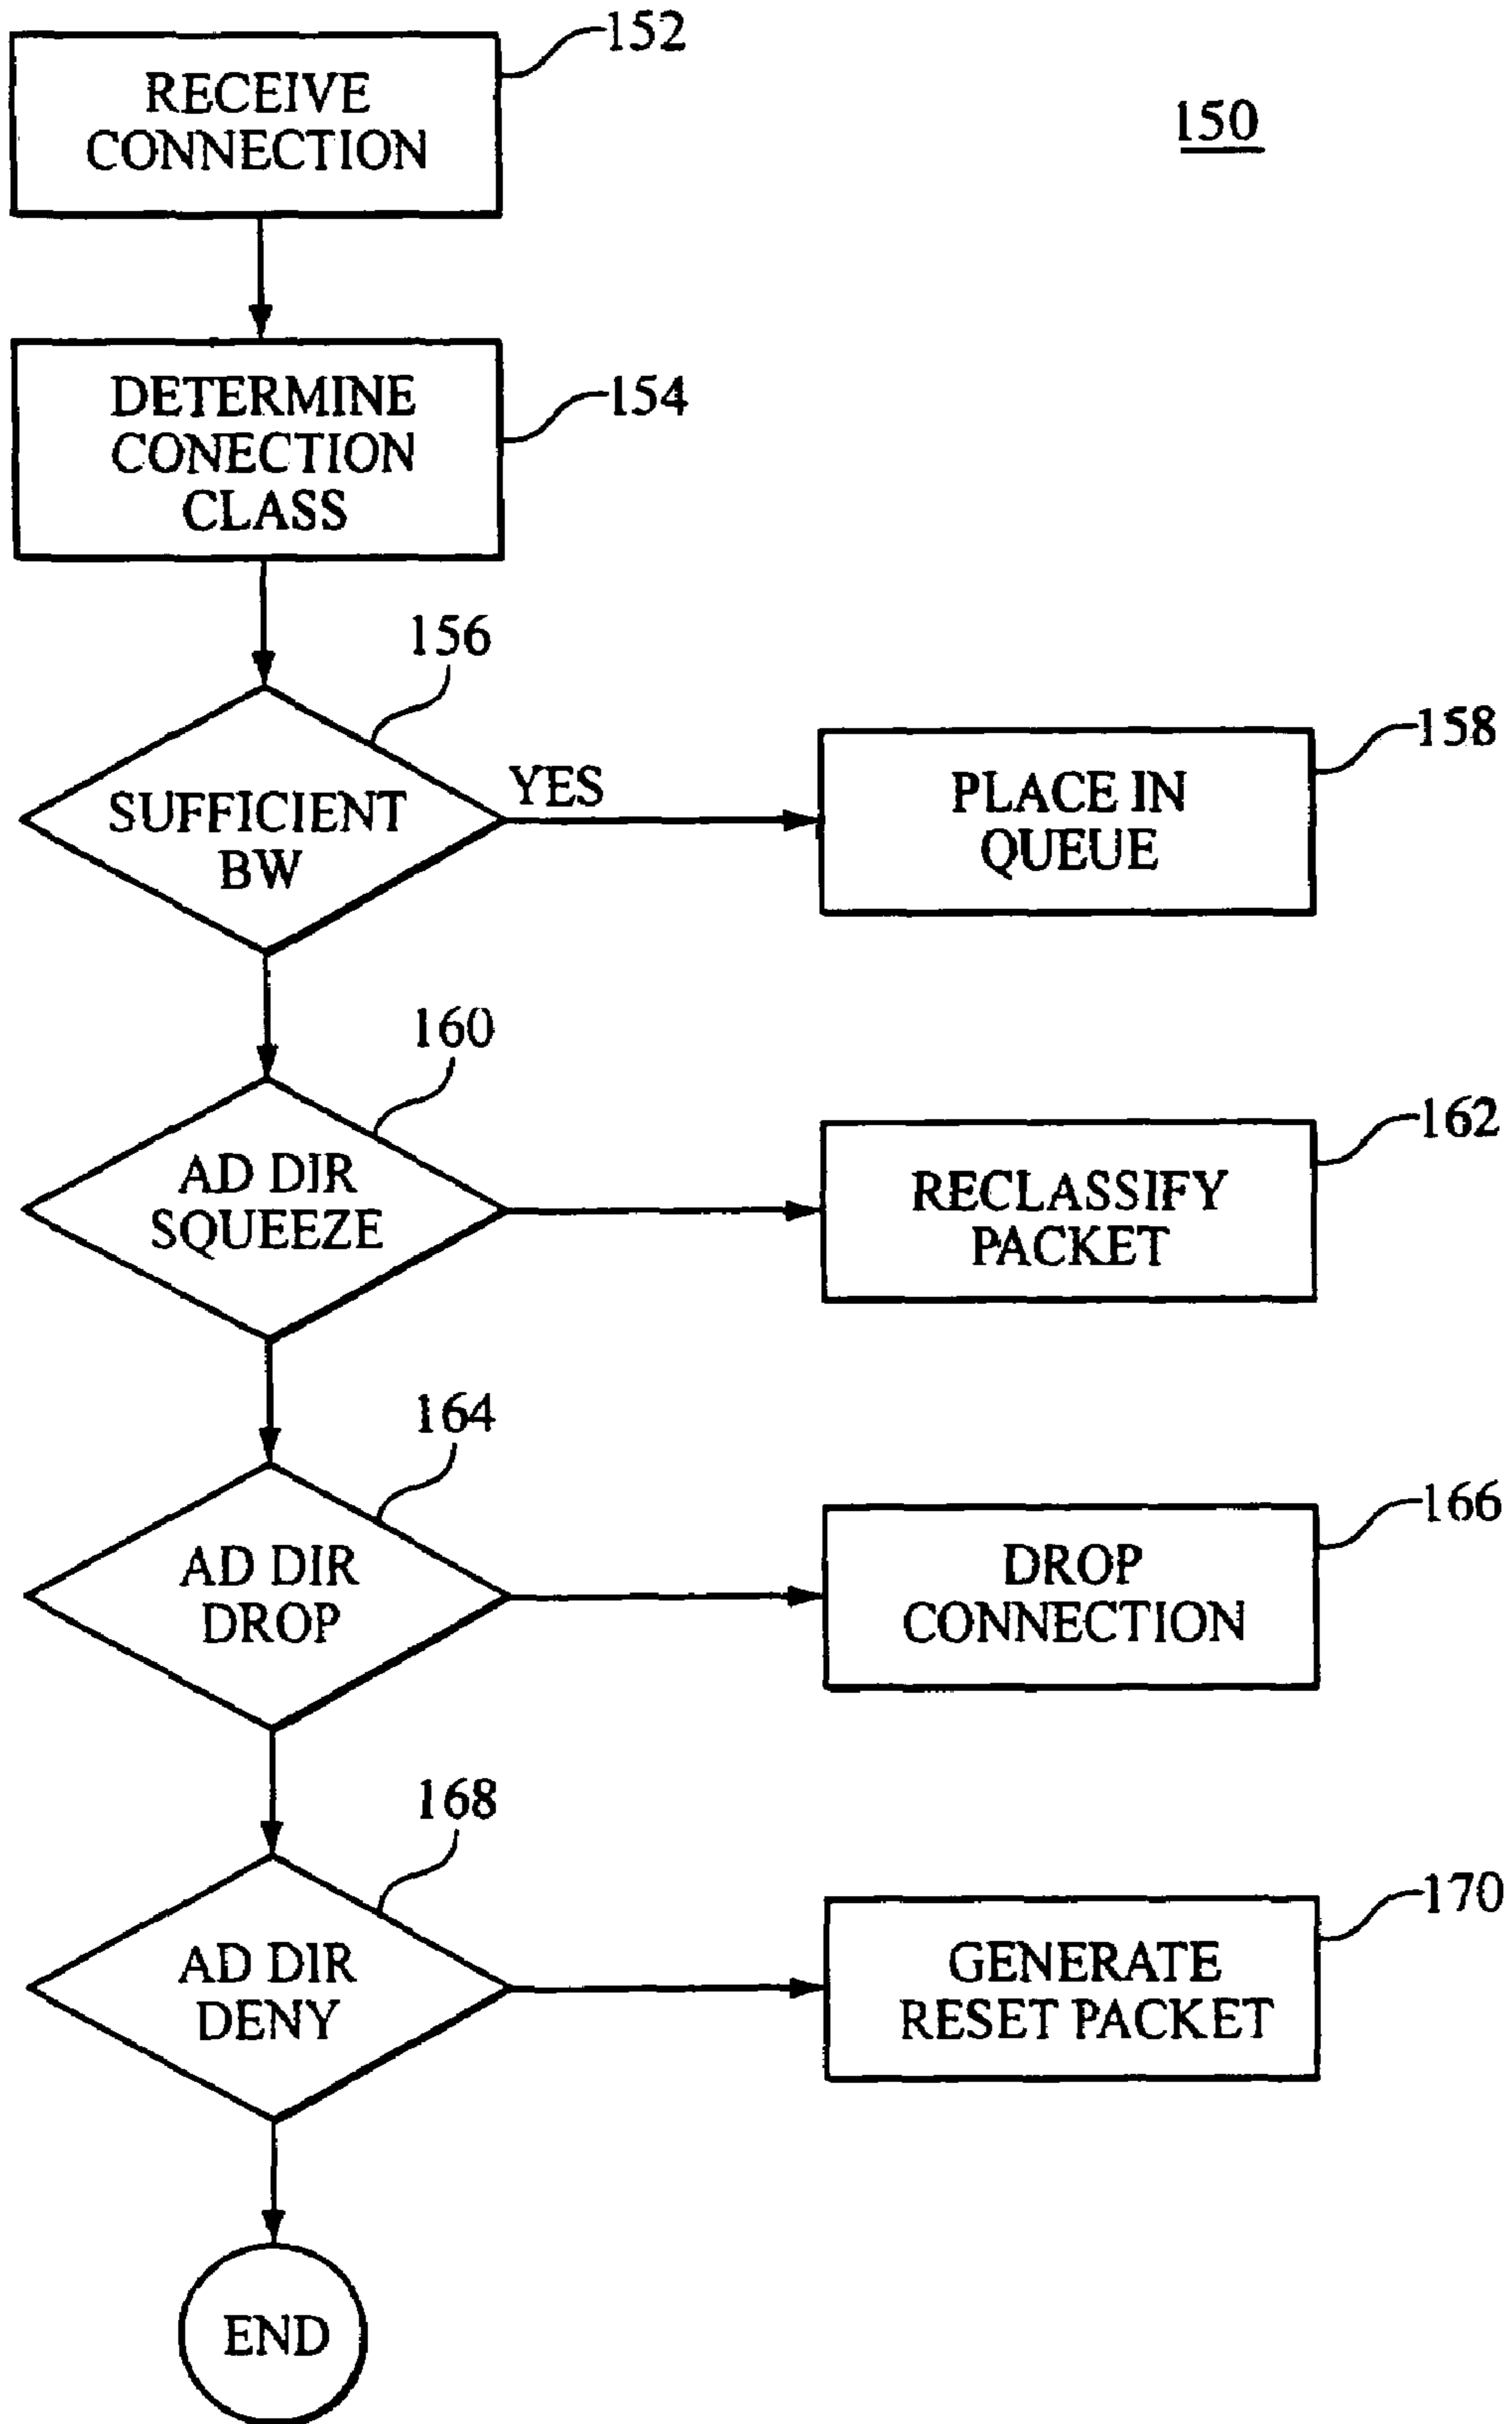 152
RECEIVE
CONNECTION
150
DETERMINE
CONECTION
CLASS
154
156
SUFFICIENT
BW
YES
PLACE IN
QUEUE
158
160
AD DIR
SQUEEZE
RECLASSIFY
PACKET
162
164
AD DIR
DROP
DROP
CONNECTION
166
168
AD DIR
DENY
GENERATE
RESET PACKET
170
END